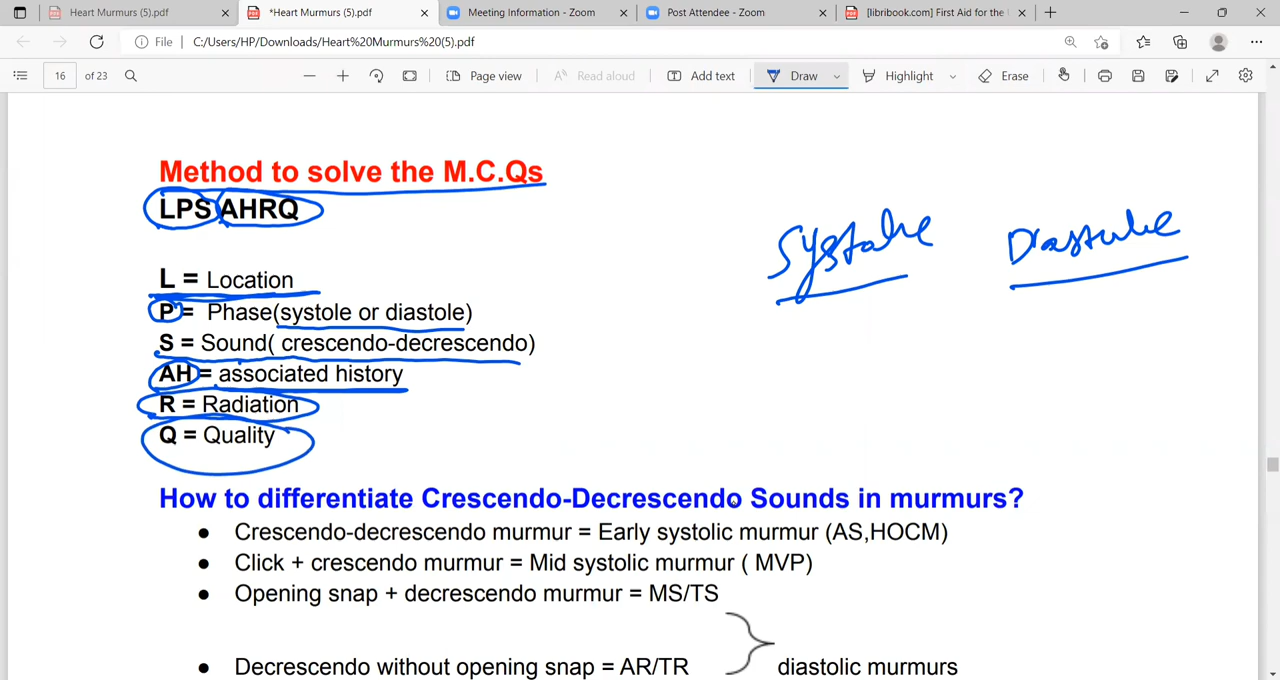 Heart Murmurs (5).pdf
*Heart Murmurs (5).pdf
Meeting Information - Zoom
Post Attendee - Zoom
[libribook.com] First Aid for the
File
C:/Users/HP/Downloads/Heart%20Murmurs%20(5).pdf
16 of 23
Page view
Read aloud
Add text
Draw
Highlight
Erase
Method to solve the M.C.Qs
LPS AHRQ
Systole Diastole
L = Location
P = Phase(systole or diastole)
S = Sound( crescendo-decrescendo)
AH = associated history
R = Radiation
Q = Quality
How to differentiate Crescendo-Decrescendo Sounds in murmurs?
● Crescendo-decrescendo murmur = Early systolic murmur (AS,HOCM)
● Click + crescendo murmur = Mid systolic murmur ( MVP)
● Opening snap + decrescendo murmur = MS/TS
● Decrescendo without opening snap = AR/TR diastolic murmurs